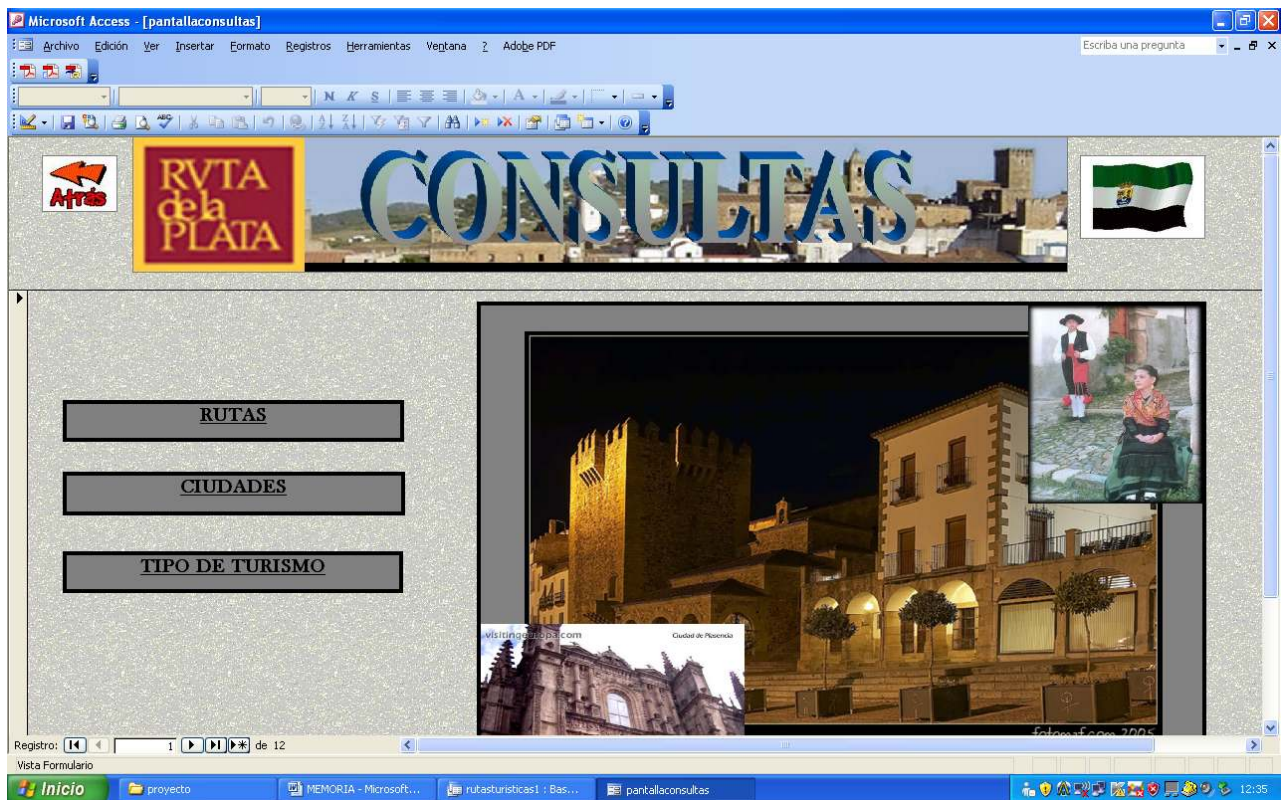 Microsoft Access - [pantallaconsultas]
Archivo Edición Ver Insertar Formato Registros Herramientas Ventana ? Adobe PDF
Escriba una pregunta
N K S
Atrás
RVTA
de la
PLATA
CONSULTAS
RUTAS
CIUDADES
TIPO DE TURISMO
visitingeuropa.com
Ciudad de Plasencia
fotomaf.com 2005
Registro: 1 de 12
Vista Formulario
Inicio
proyecto
MEMORIA - Microsoft...
rutasturisticas1 : Bas...
pantallaconsultas
12:35